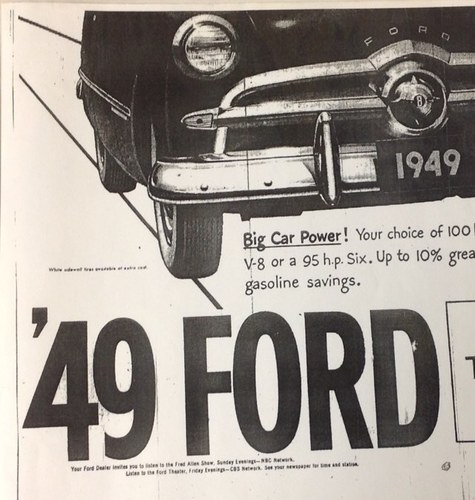 FORD
8
1949
Big Car Power! Your choice of 100
V-8 or a 95 h.p. Six. Up to 10% grea
gasoline savings.
White sidewall tires available at extra cost.
'49 FORD
T
Your Ford Dealer invites you to listen to the Fred Allen Show, Sunday Evenings—NBC Network.
Listen to the Ford Theater, Friday Evenings—CBS Network. See your newspaper for time and station.